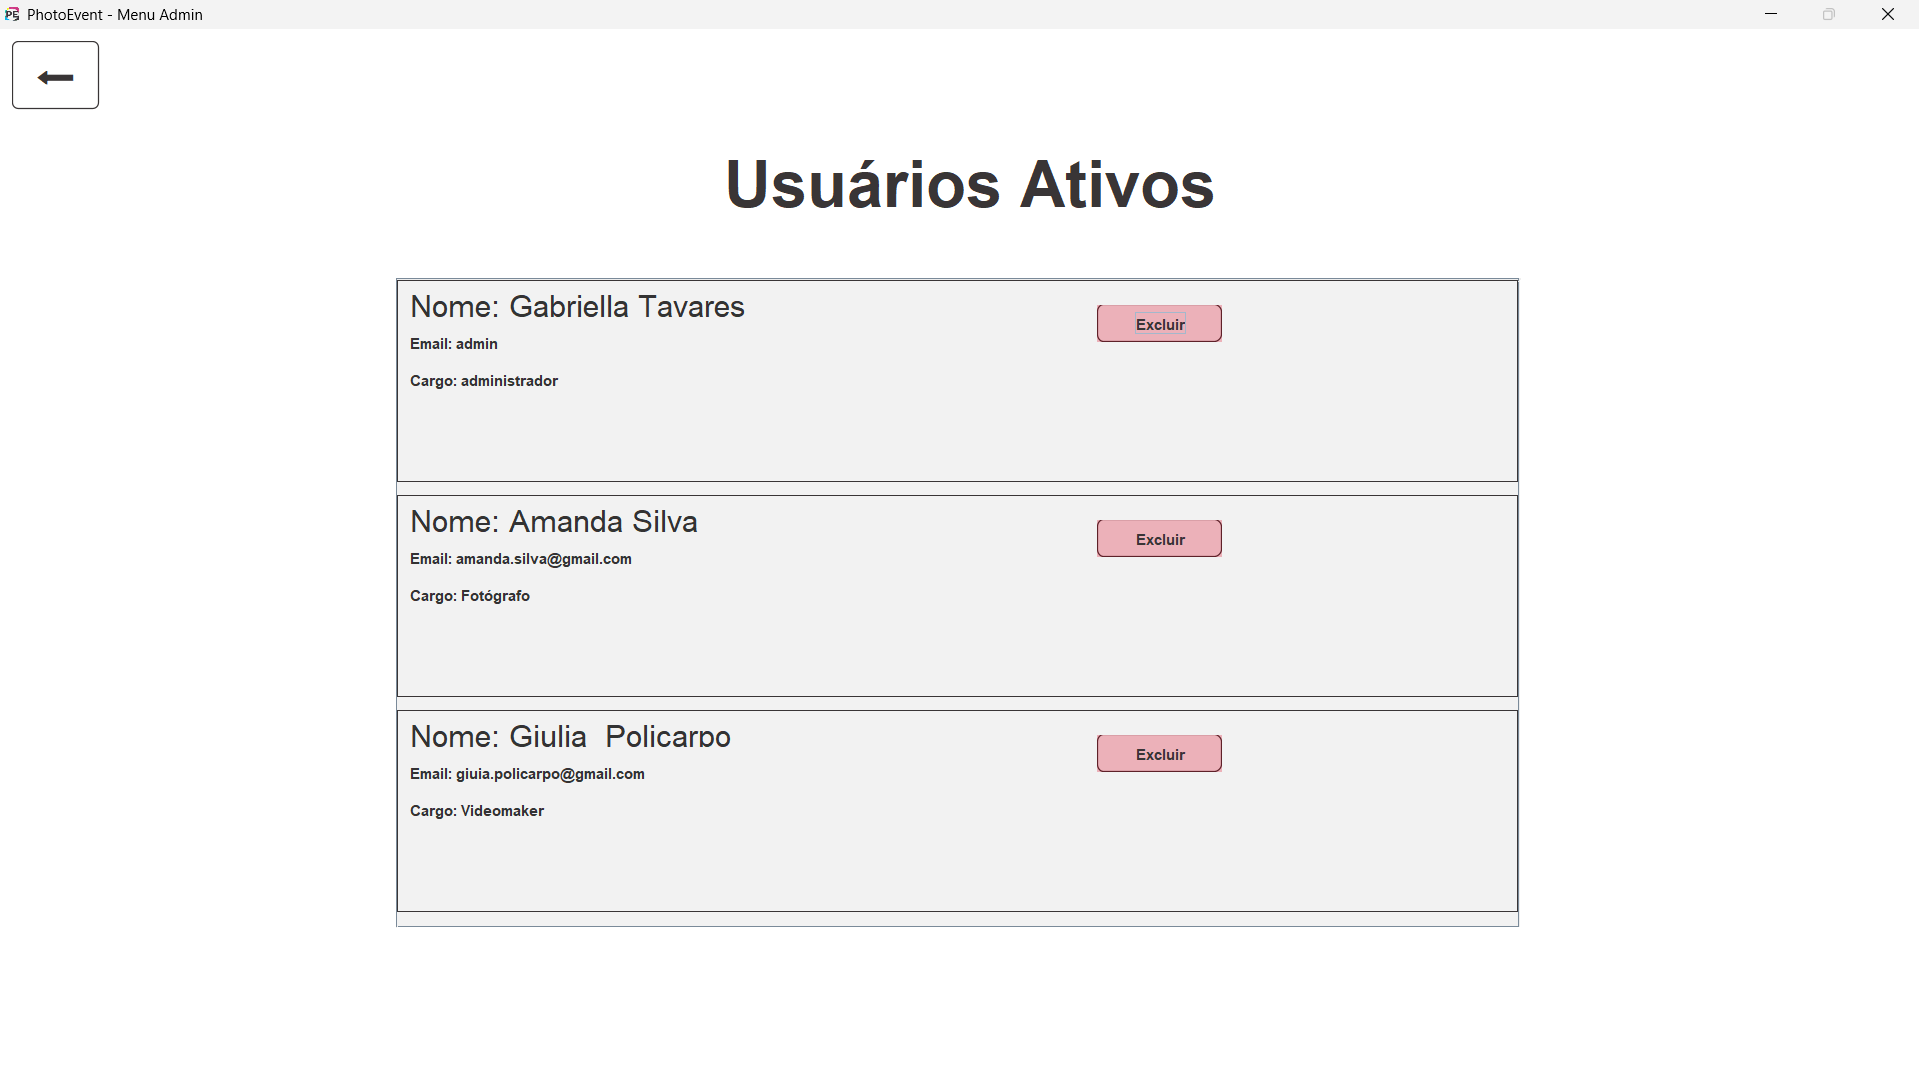 PhotoEvent - Menu Admin
Usuários Ativos
Nome: Gabriella Tavares
Excluir
Email: admin
Cargo: administrador
Nome: Amanda Silva
Excluir
Email: amanda.silva@gmail.com
Cargo: Fotógrafo
Nome: Giulia  Policarpo
Excluir
Email: giuia.policarpo@gmail.com
Cargo: Videomaker